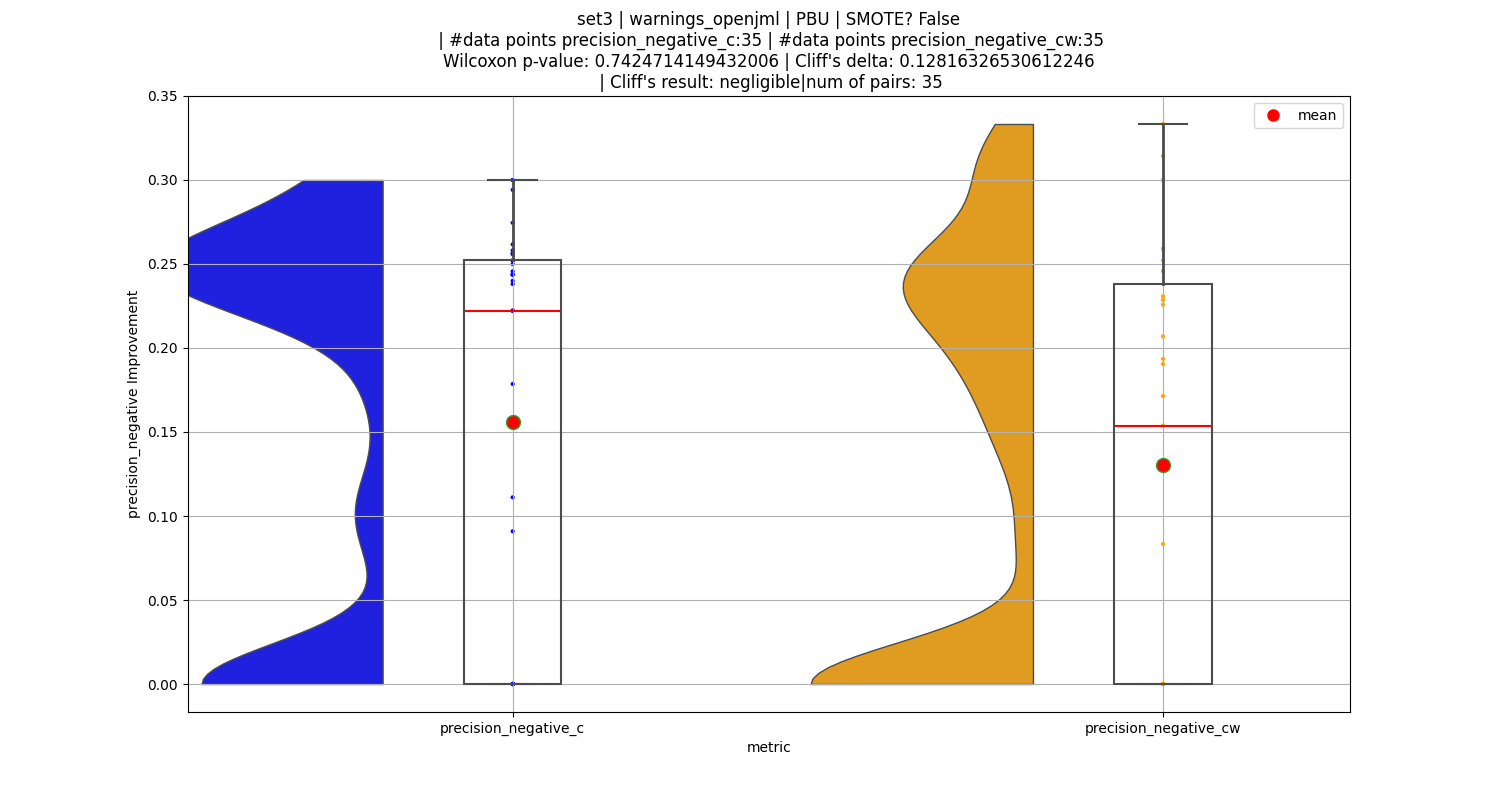 set3 | warnings_openjml | PBU | SMOTE? False
| #data points precision_negative_c:35 | #data points precision_negative_cw:35
Wilcoxon p-value: 0.7424714149432006 | Cliff's delta: 0.12816326530612246
| Cliff's result: negligible|num of pairs: 35
mean
precision_negative Improvement
0.35
0.30
0.25
0.20
0.15
0.10
0.05
0.00
precision_negative_c
precision_negative_cw
metric